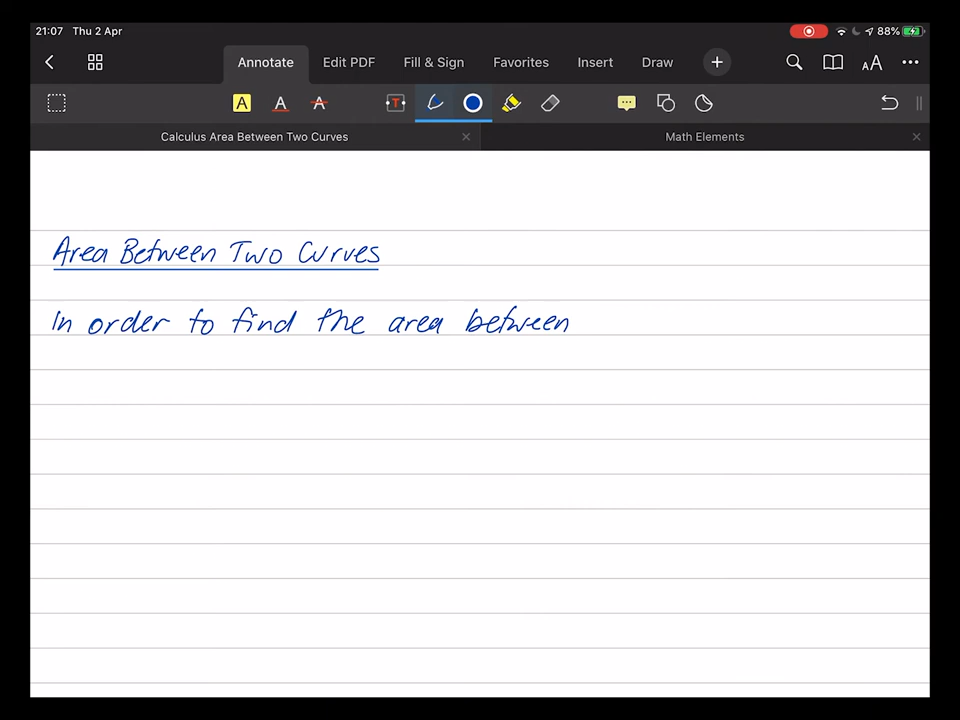 21:07 Thu 2 Apr 88%
Annotate Edit PDF Fill & Sign Favorites Insert Draw
A A A T
Calculus Area Between Two Curves Math Elements
Area Between Two Curves
In order to find the area between